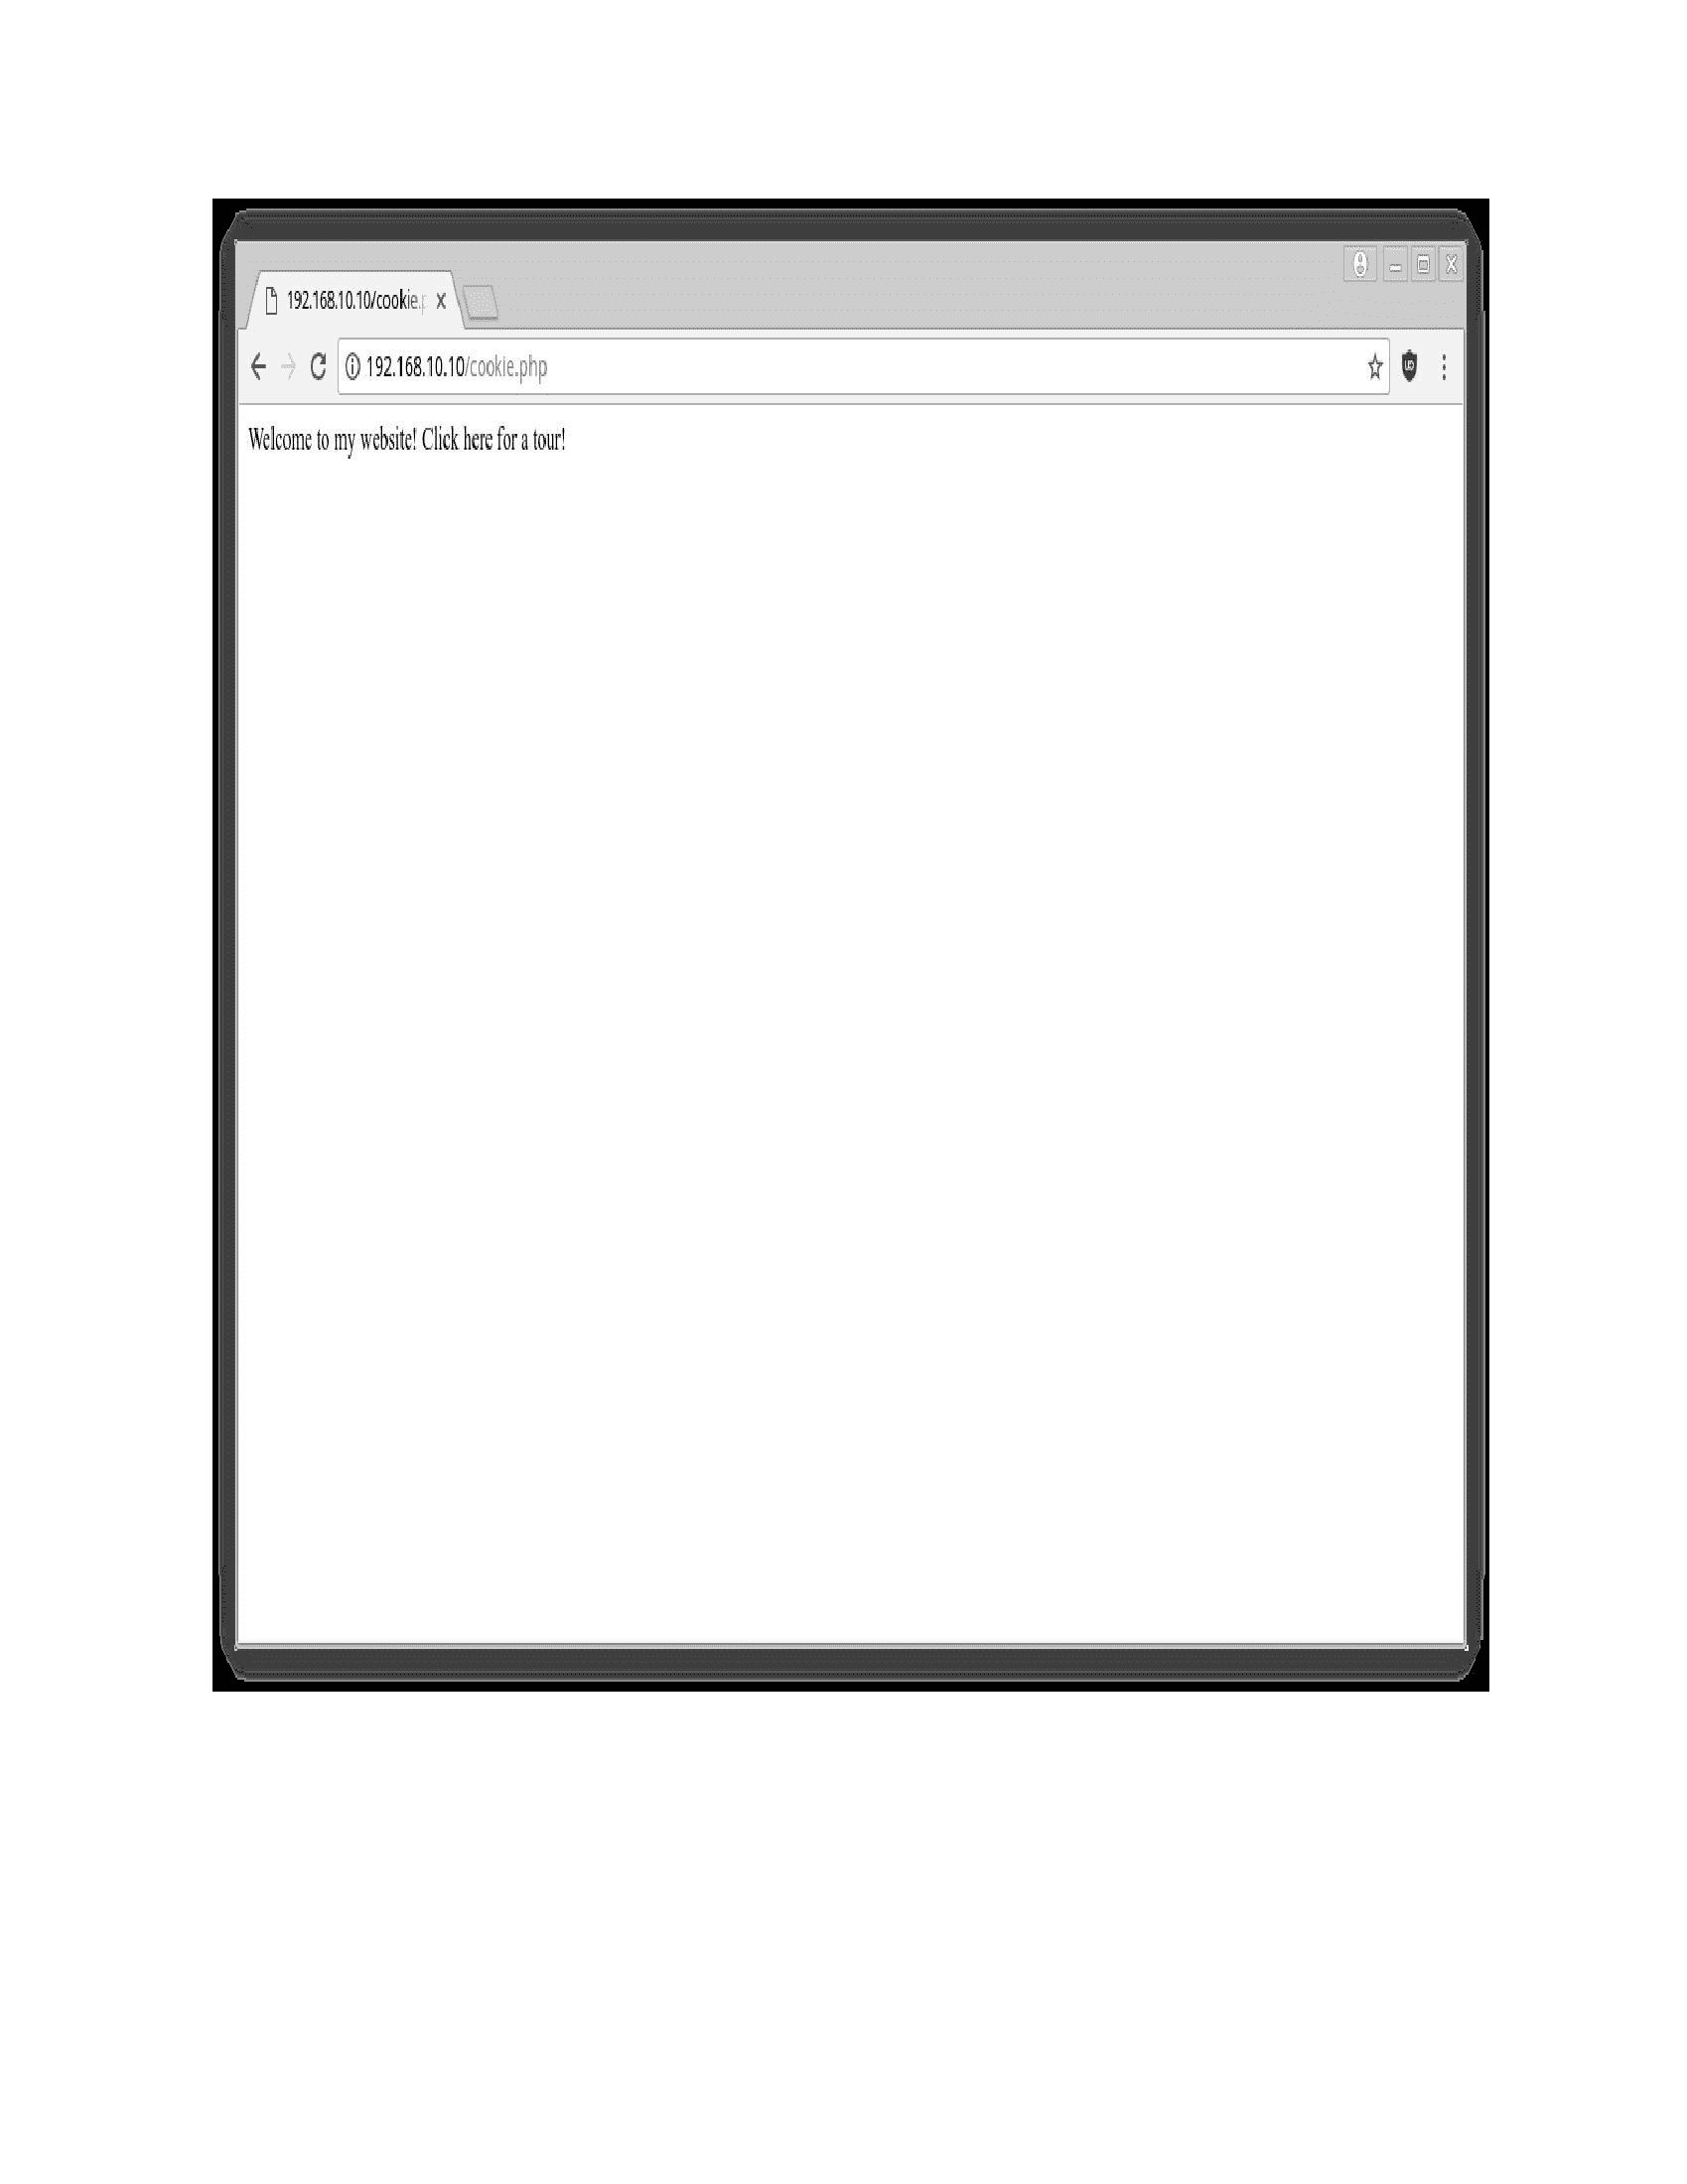 192.168.10.10/cookie.
192.168.10.10/cookie.php
Welcome to my website! Click here for a tour!